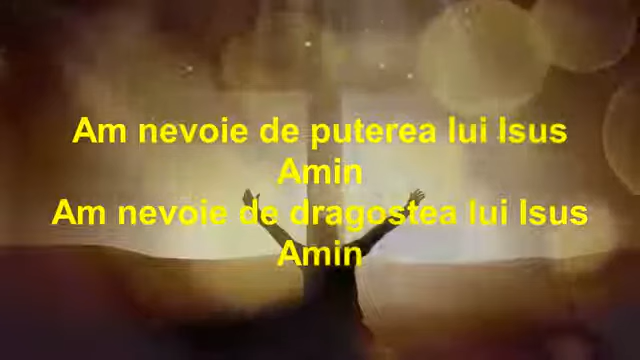 Am nevoie de puterea lui Isus
Amin
Am nevoie de dragostea lui Isus
Amin